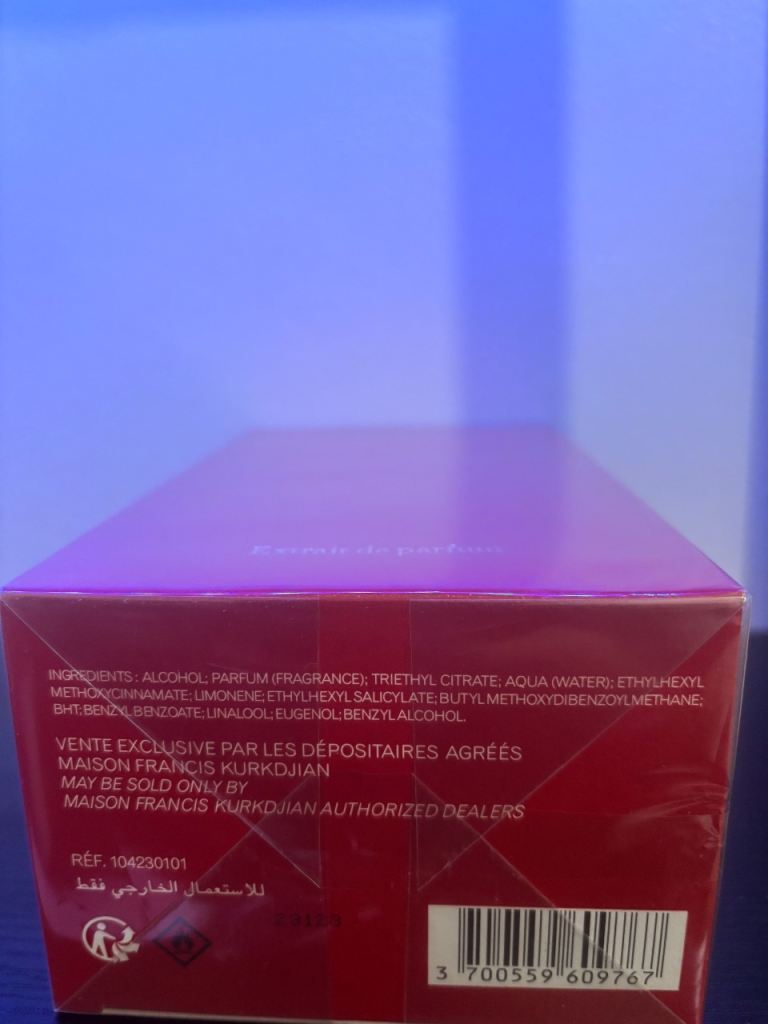 Extrait de parfum
INGREDIENTS : ALCOHOL; PARFUM (FRAGRANCE); TRIETHYL CITRATE; AQUA (WATER); ETHYLHEXYL
METHOXYCINNAMATE; LIMONENE; ETHYLHEXYL SALICYLATE; BUTYL METHOXYDIBENZOYLMETHANE;
BHT; BENZYL BENZOATE; LINALOOL; EUGENOL; BENZYL ALCOHOL.
VENTE EXCLUSIVE PAR LES DÉPOSITAIRES AGRÉÉS
MAISON FRANCIS KURKDJIAN
MAY BE SOLD ONLY BY
MAISON FRANCIS KURKDJIAN AUTHORIZED DEALERS
RÉF. 104230101
للاستعمال الخارجي فقط
3 700559 609767